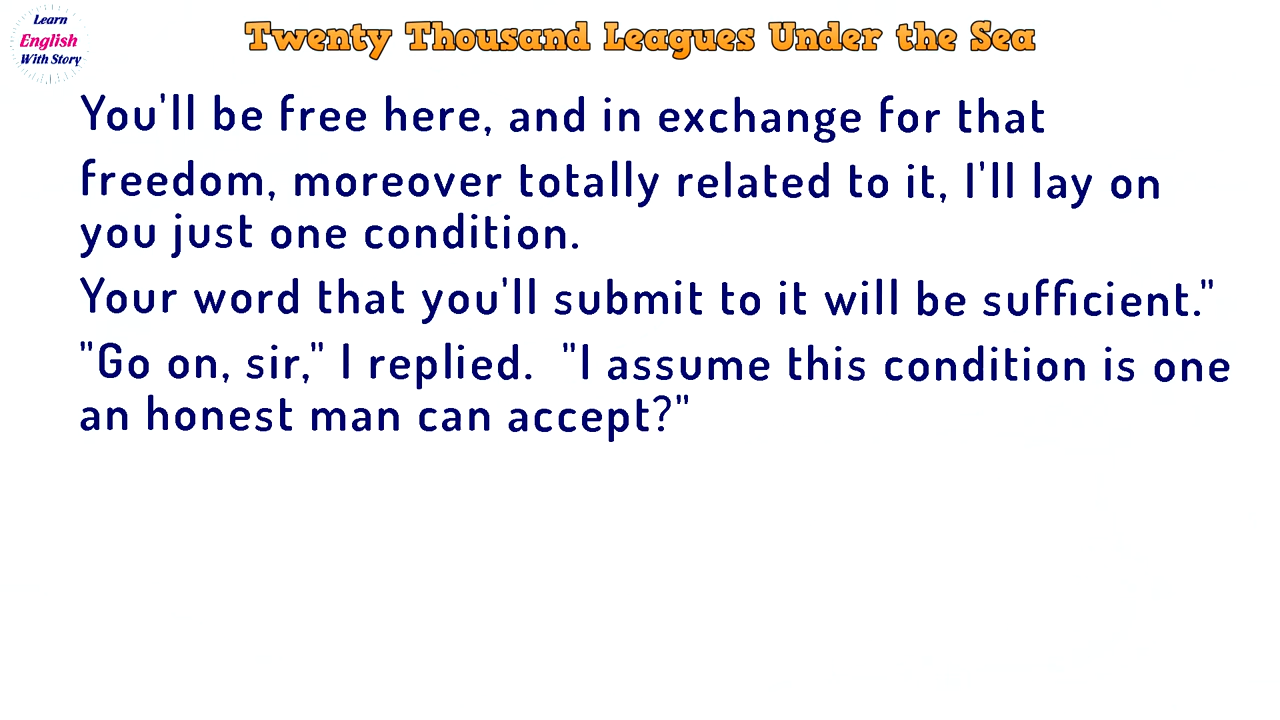 Learn
English
With Story
Twenty Thousand Leagues Under the Sea
You'll be free here, and in exchange for that
freedom, moreover totally related to it, I'll lay on
you just one condition.
Your word that you'll submit to it will be sufficient."
"Go on, sir," I replied.  "I assume this condition is one
an honest man can accept?"